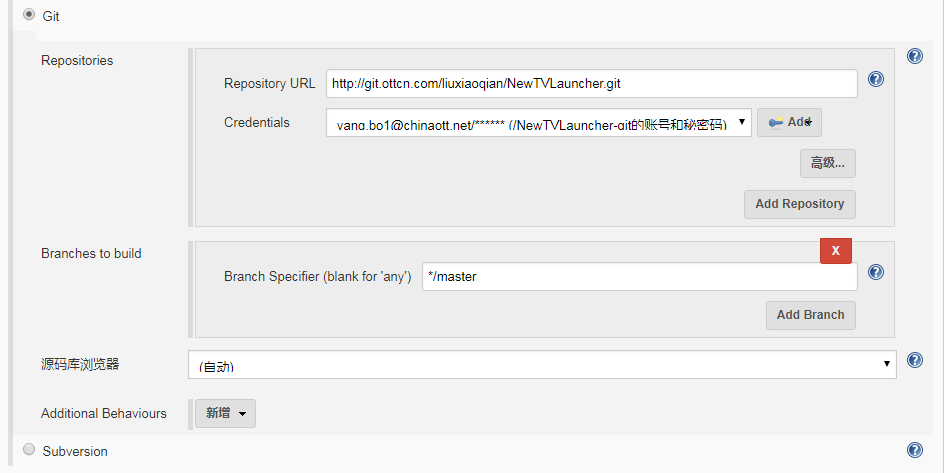 Git
Repositories
Repository URL http://git.ottcn.com/liuxiaoqian/NewTVLauncher.git
Credentials yang.bo1@chinaott.net/****** (/NewTVLauncher-git的账号和秘密码) Add
高级...
Add Repository
Branches to build
X
Branch Specifier (blank for 'any') */master
Add Branch
源码库浏览器 (自动)
Additional Behaviours 新增
Subversion